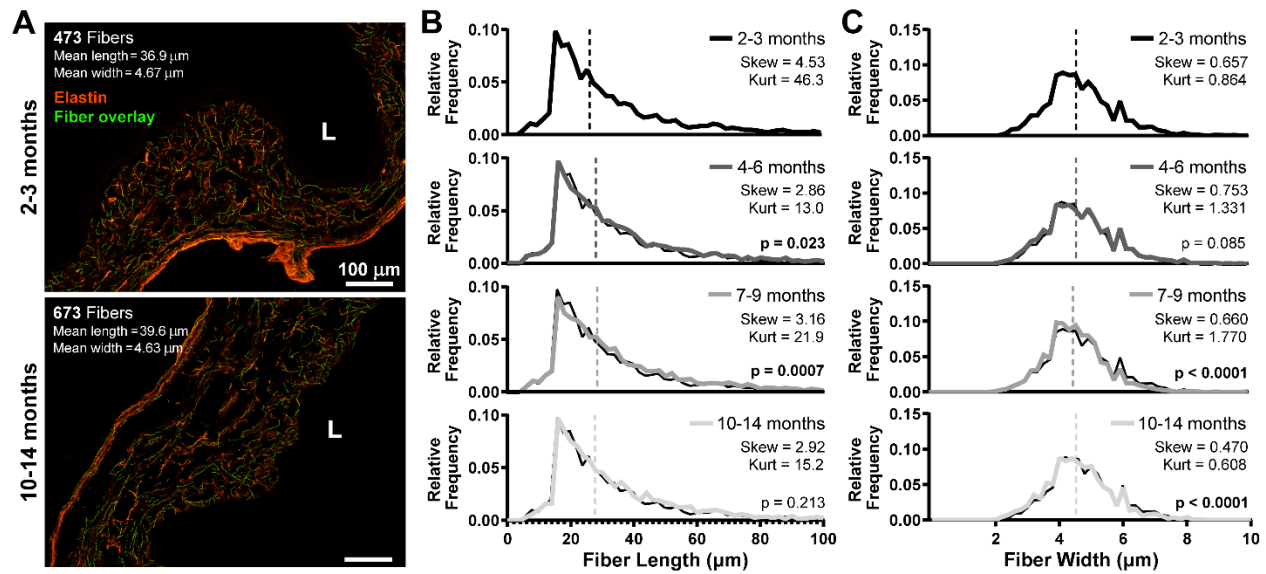 A
2-3 months
473 Fibers
Mean length = 36.9 µm
Mean width = 4.67 µm
Elastin
Fiber overlay
L
100 µm
10-14 months
673 Fibers
Mean length = 39.6 µm
Mean width = 4.63 µm
L
B
Relative
Frequency
0.10
0.05
0.00
2-3 months
Skew = 4.53
Kurt = 46.3
Relative
Frequency
0.10
0.05
0.00
4-6 months
Skew = 2.86
Kurt = 13.0
p = 0.023
Relative
Frequency
0.10
0.05
0.00
7-9 months
Skew = 3.16
Kurt = 21.9
p = 0.0007
Relative
Frequency
0.10
0.05
0.00
10-14 months
Skew = 2.92
Kurt = 15.2
p = 0.213
0 20 40 60 80 100
Fiber Length (µm)
C
Relative
Frequency
0.15
0.10
0.05
0.00
2-3 months
Skew = 0.657
Kurt = 0.864
Relative
Frequency
0.15
0.10
0.05
0.00
4-6 months
Skew = 0.753
Kurt = 1.331
p = 0.085
Relative
Frequency
0.15
0.10
0.05
0.00
7-9 months
Skew = 0.660
Kurt = 1.770
p < 0.0001
Relative
Frequency
0.15
0.10
0.05
0.00
10-14 months
Skew = 0.470
Kurt = 0.608
p < 0.0001
2 4 6 8 10
Fiber Width (µm)